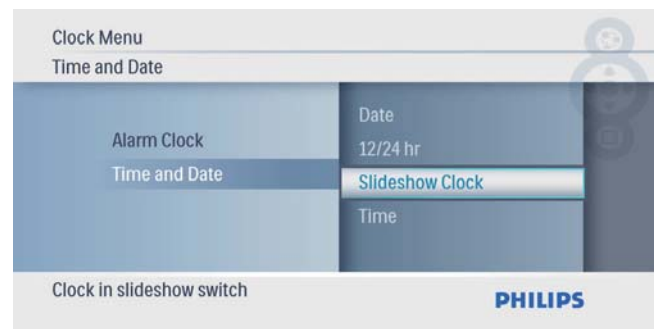 Clock Menu
Time and Date
Alarm Clock
Time and Date
Date
12/24 hr
Slideshow Clock
Time
Clock in slideshow switch
PHILIPS